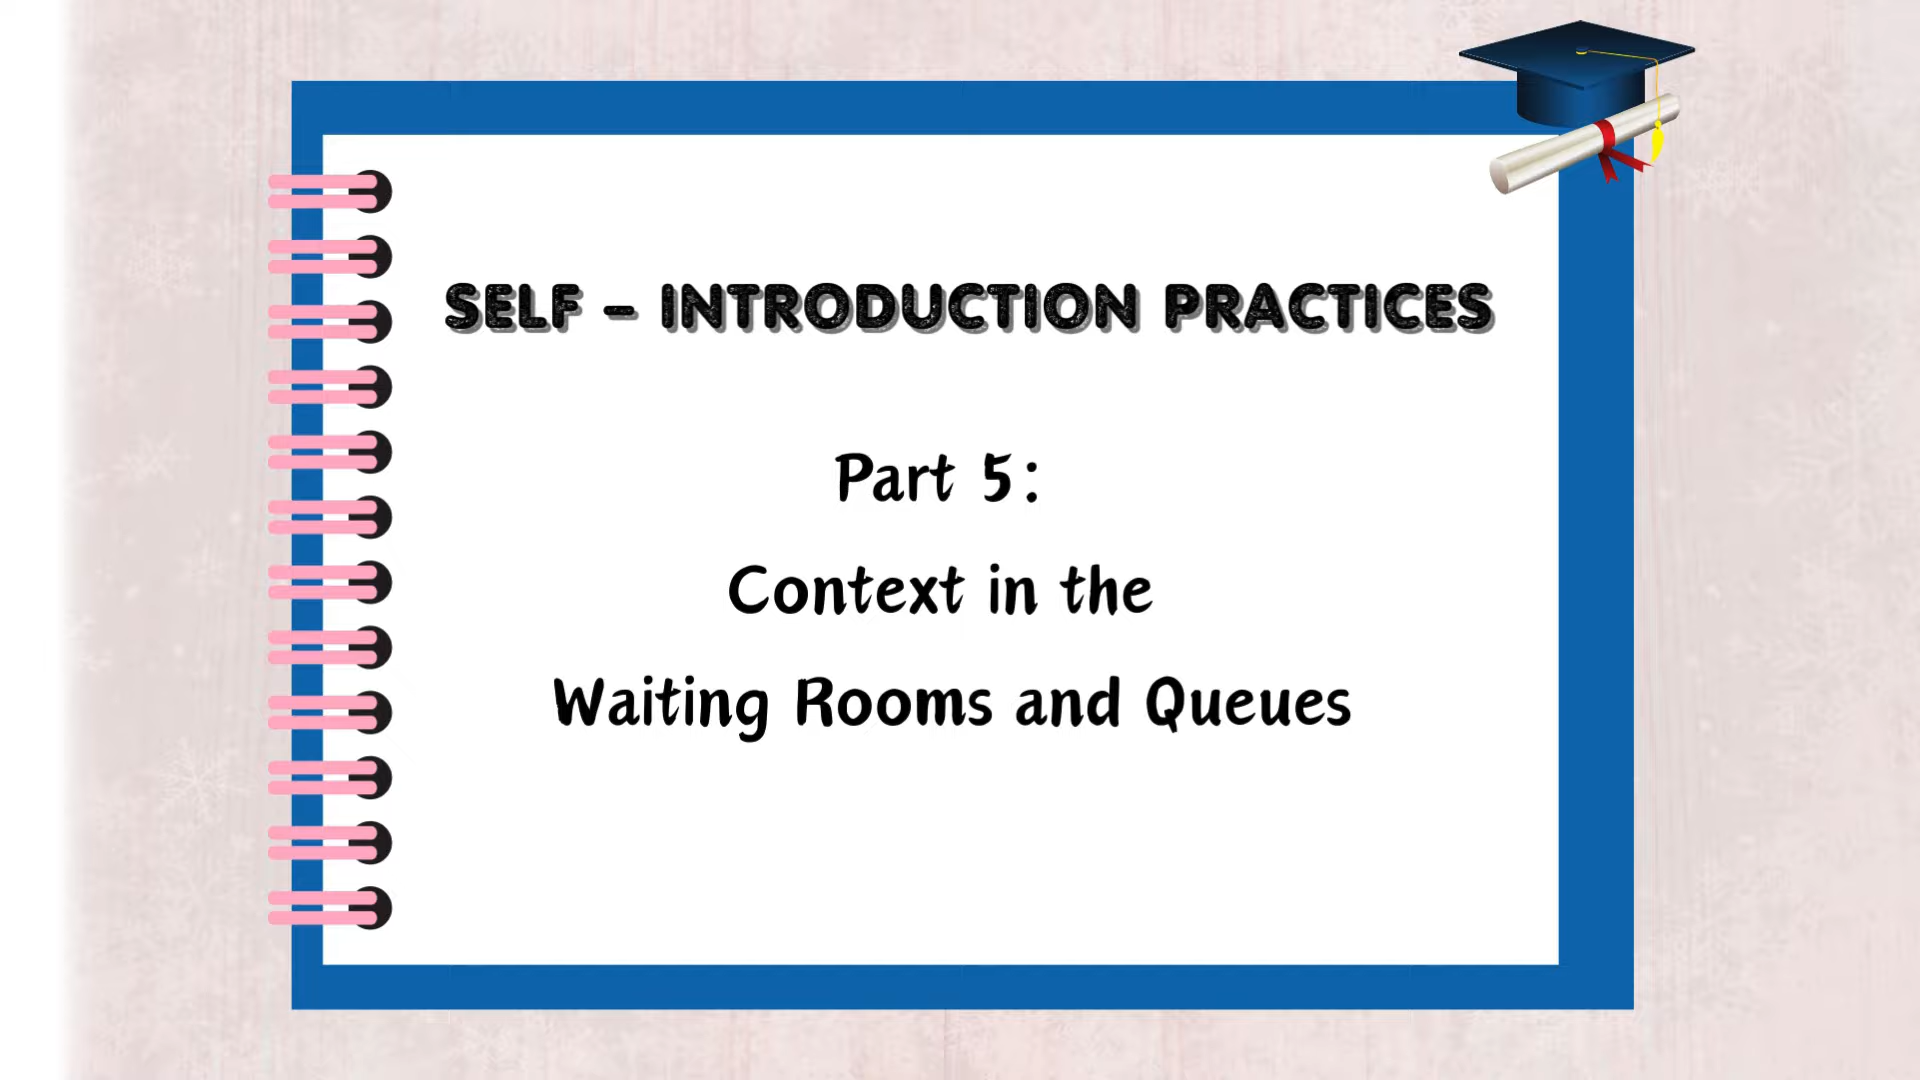 SELF - INTRODUCTION PRACTICES
Part 5:
Context in the
Waiting Rooms and Queues